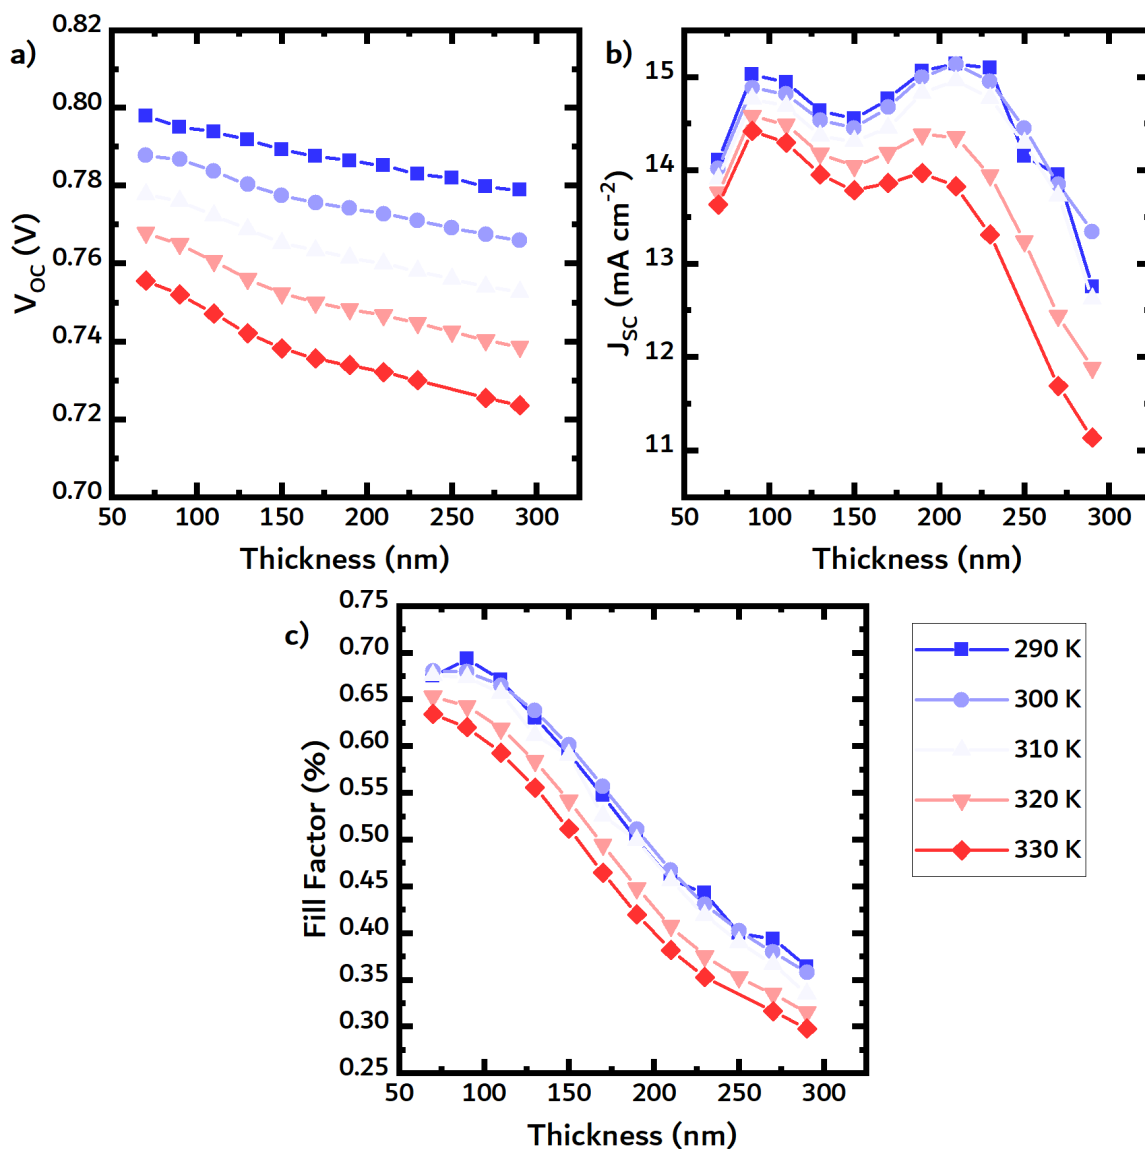 a)
0.82
0.80
0.78
0.76
0.74
0.72
0.70
V_OC (V)
50 100 150 200 250 300
Thickness (nm)
b)
15
14
13
12
11
J_SC (mA cm^-2)
50 100 150 200 250 300
Thickness (nm)
c)
0.75
0.70
0.65
0.60
0.55
0.50
0.45
0.40
0.35
0.30
0.25
Fill Factor (%)
50 100 150 200 250 300
Thickness (nm)
290 K
300 K
310 K
320 K
330 K